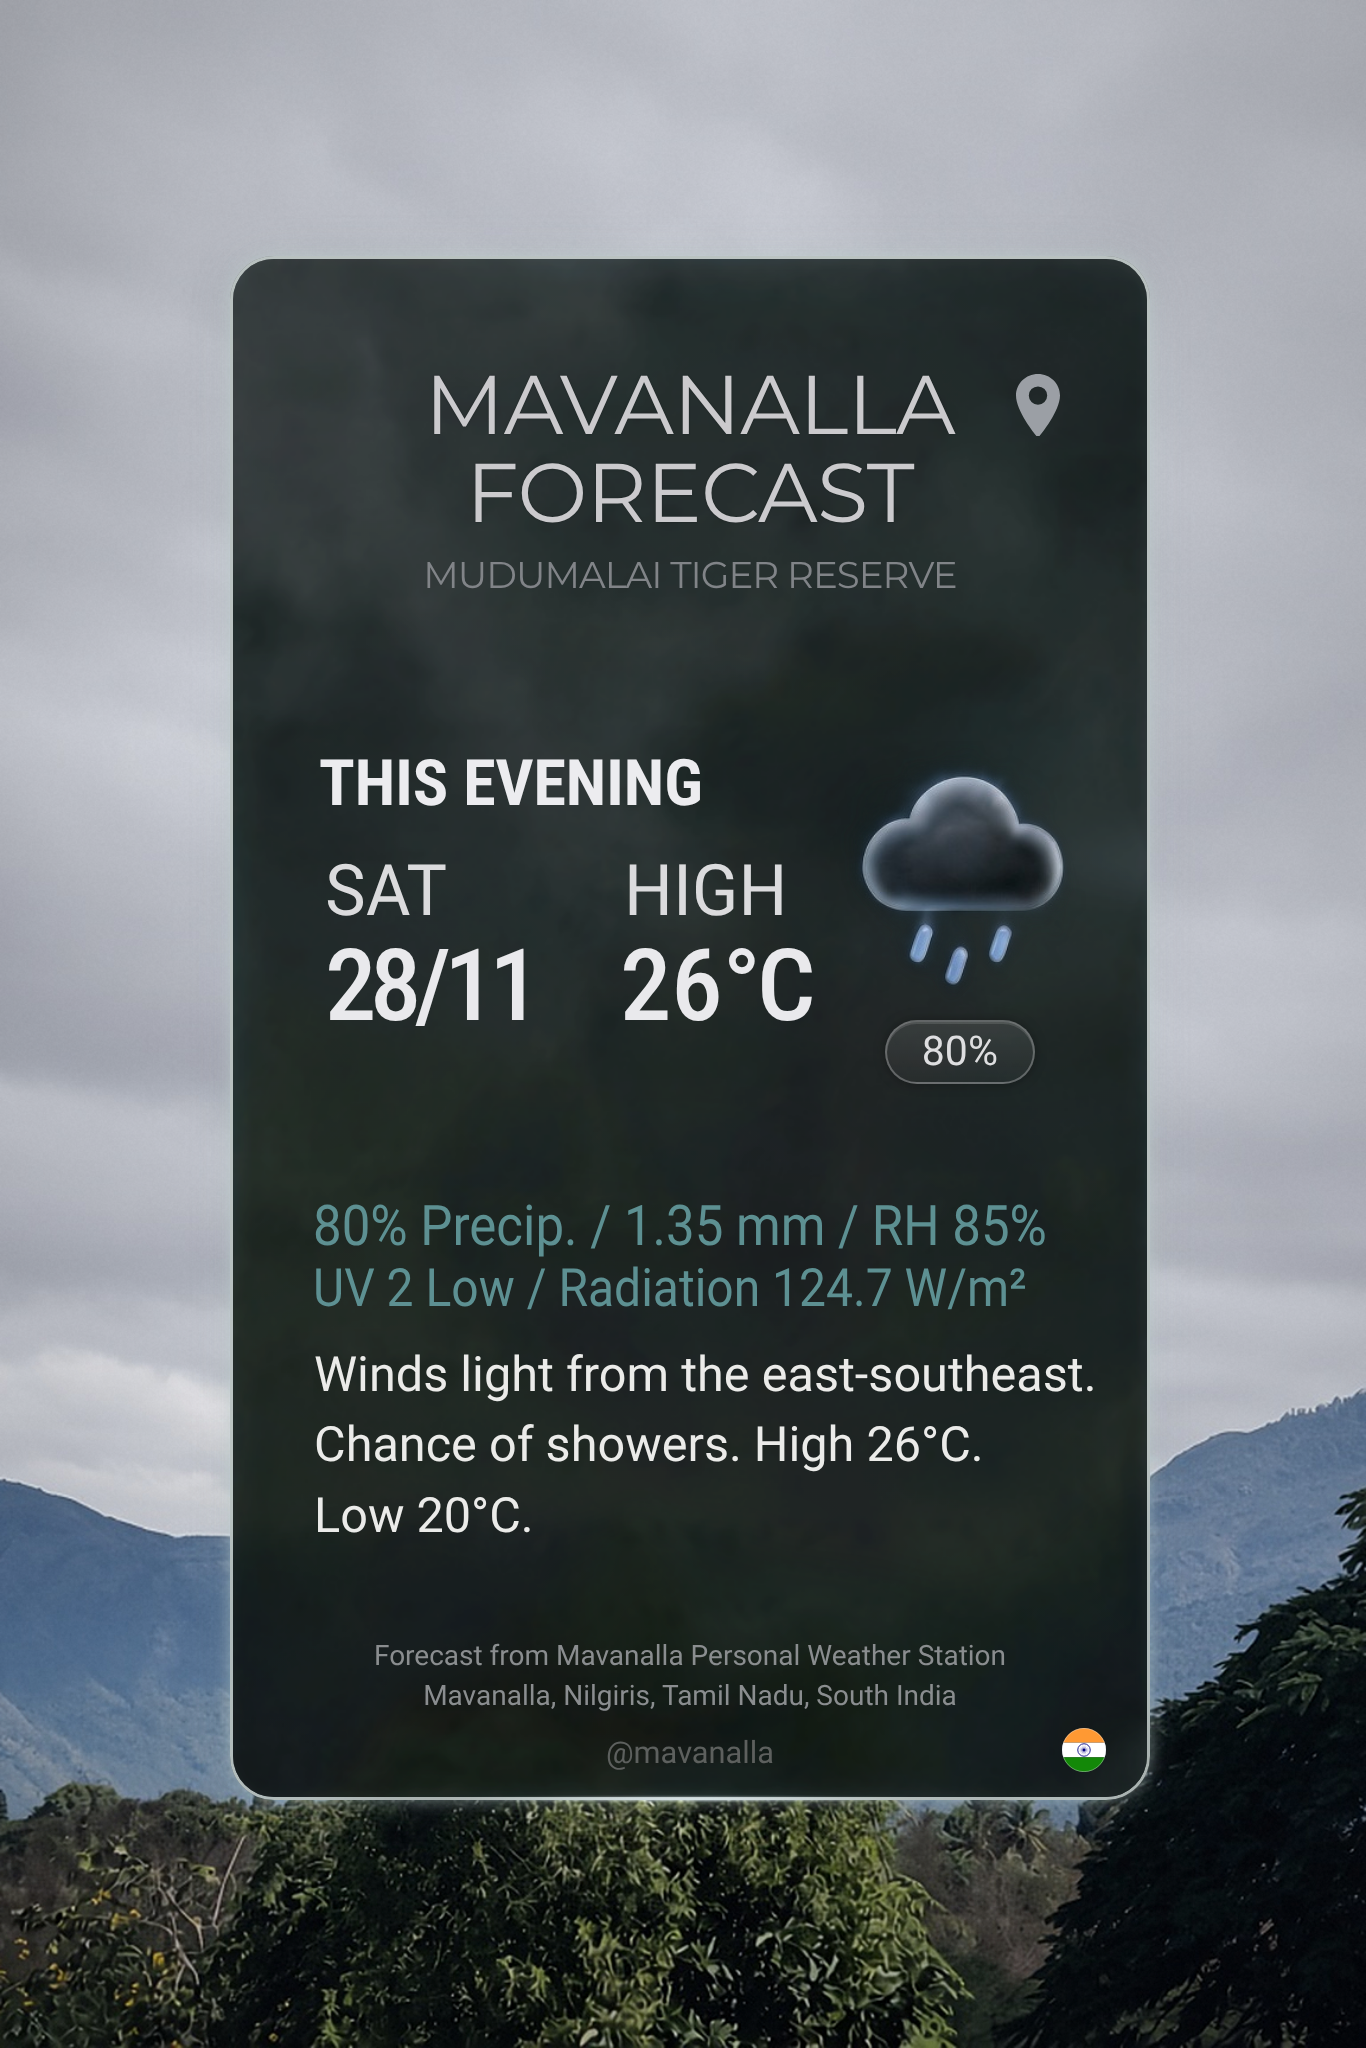 MAVANALLA
FORECAST
MUDUMALAI TIGER RESERVE
THIS EVENING
SAT
28/11
HIGH
26°C
80%
80% Precip. / 1.35 mm / RH 85%
UV 2 Low / Radiation 124.7 W/m²
Winds light from the east-southeast.
Chance of showers. High 26°C.
Low 20°C.
Forecast from Mavanalla Personal Weather Station
Mavanalla, Nilgiris, Tamil Nadu, South India
@mavanalla